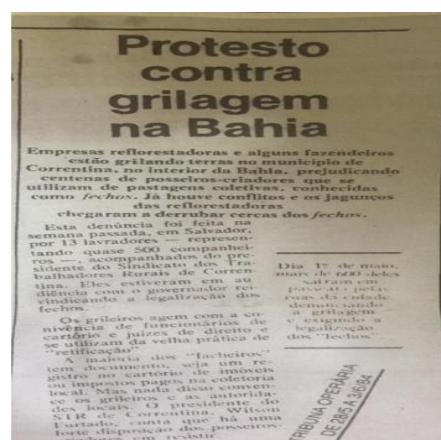 Protesto
contra
grilagem
na Bahia
Empresas reflorestadoras e alguns fazendeiros
estão grilando terras no município de
Correntina, no interior da Bahia, prejudicando
centenas de posseiros-criadores que se
utilizam de pastagens coletivas, conhecidas
como fechos. Já houve conflitos e os jagunços
das reflorestadoras e
chegaram a derrubar cercas dos fechos.
Esta denúncia foi feita na
semana passada, em Salvador,
por 13 lavradores — represen-
tando quase 500 companhei-
ros —, acompanhados do pre-
sidente do Sindicato dos Tra-
balhadores Rurais de Corren-
tina. Eles estiveram em au-
diência com o governador rei-
vindicando a legalização dos
fechos.
Os grileiros agem com a co-
nivência de funcionários de
cartório e juízes de direito e
se utilizam da velha prática de
"retificação"
A maioria dos "facheiros"
tem documento, seja um re-
gistro no cartório de imóveis
ou impostos pagos na coletoria
local. Mas nada disso conven-
ce os grileiros e as autorida-
des locais. O presidente do
STR de Correntina, Wilson
Furtado, conta que há uma
forte disposição dos posseiros
criadores em resistir
Dia 1º de maio,
mais de 600 deles
saíram em
passeata pelas
ruas da cidade
denunciando
a grilagem
e exigindo a
legalização
dos "fechos"
TRIBUNA OPERÁRIA
DE 28/5 A 3/6/84